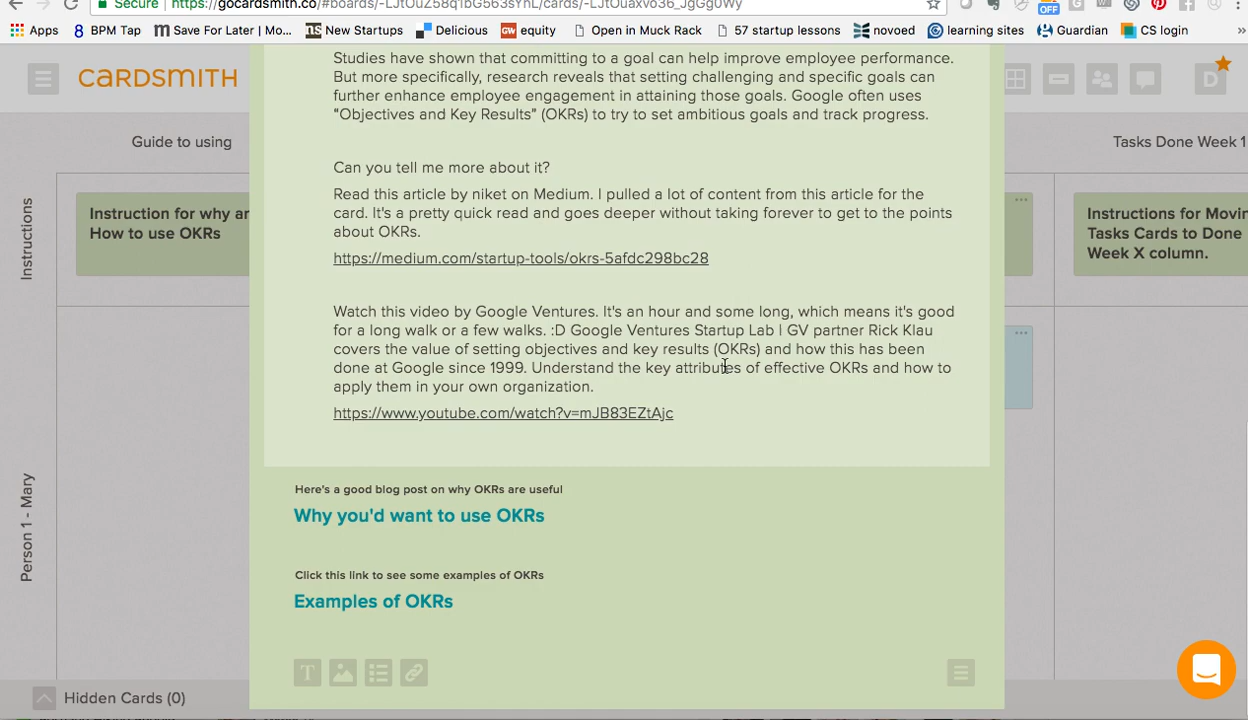 Secure https://gocardsmith.co/#boards/-LJtOuZ58q1bG563sYnL/cards/-LJtOuaxvo36_JgGg0Wy
Apps BPM Tap Save For Later | Mo... New Startups Delicious equity Open in Muck Rack 57 startup lessons novoed learning sites Guardian CS login »
OFF
CARDSMITH
D
Guide to using
Tasks Done Week 1
Instructions
Instruction for why an
How to use OKRs
Instructions for Movin
Tasks Cards to Done
Week X column.
Studies have shown that committing to a goal can help improve employee performance.
But more specifically, research reveals that setting challenging and specific goals can
further enhance employee engagement in attaining those goals. Google often uses
"Objectives and Key Results" (OKRs) to try to set ambitious goals and track progress.
Can you tell me more about it?
Read this article by niket on Medium. I pulled a lot of content from this article for the
card. It's a pretty quick read and goes deeper without taking forever to get to the points
about OKRs.
https://medium.com/startup-tools/okrs-5afdc298bc28
Watch this video by Google Ventures. It's an hour and some long, which means it's good
for a long walk or a few walks. :D Google Ventures Startup Lab | GV partner Rick Klau
covers the value of setting objectives and key results (OKRs) and how this has been
done at Google since 1999. Understand the key attributes of effective OKRs and how to
apply them in your own organization.
https://www.youtube.com/watch?v=mJB83EZtAjc
Here's a good blog post on why OKRs are useful
Why you'd want to use OKRs
Click this link to see some examples of OKRs
Examples of OKRs
T
Person 1 - Mary
Hidden Cards (0)